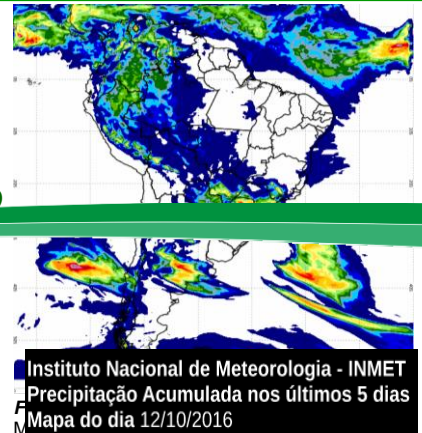 Instituto Nacional de Meteorologia - INMET
Precipitação Acumulada nos últimos 5 dias
Mapa do dia 12/10/2016